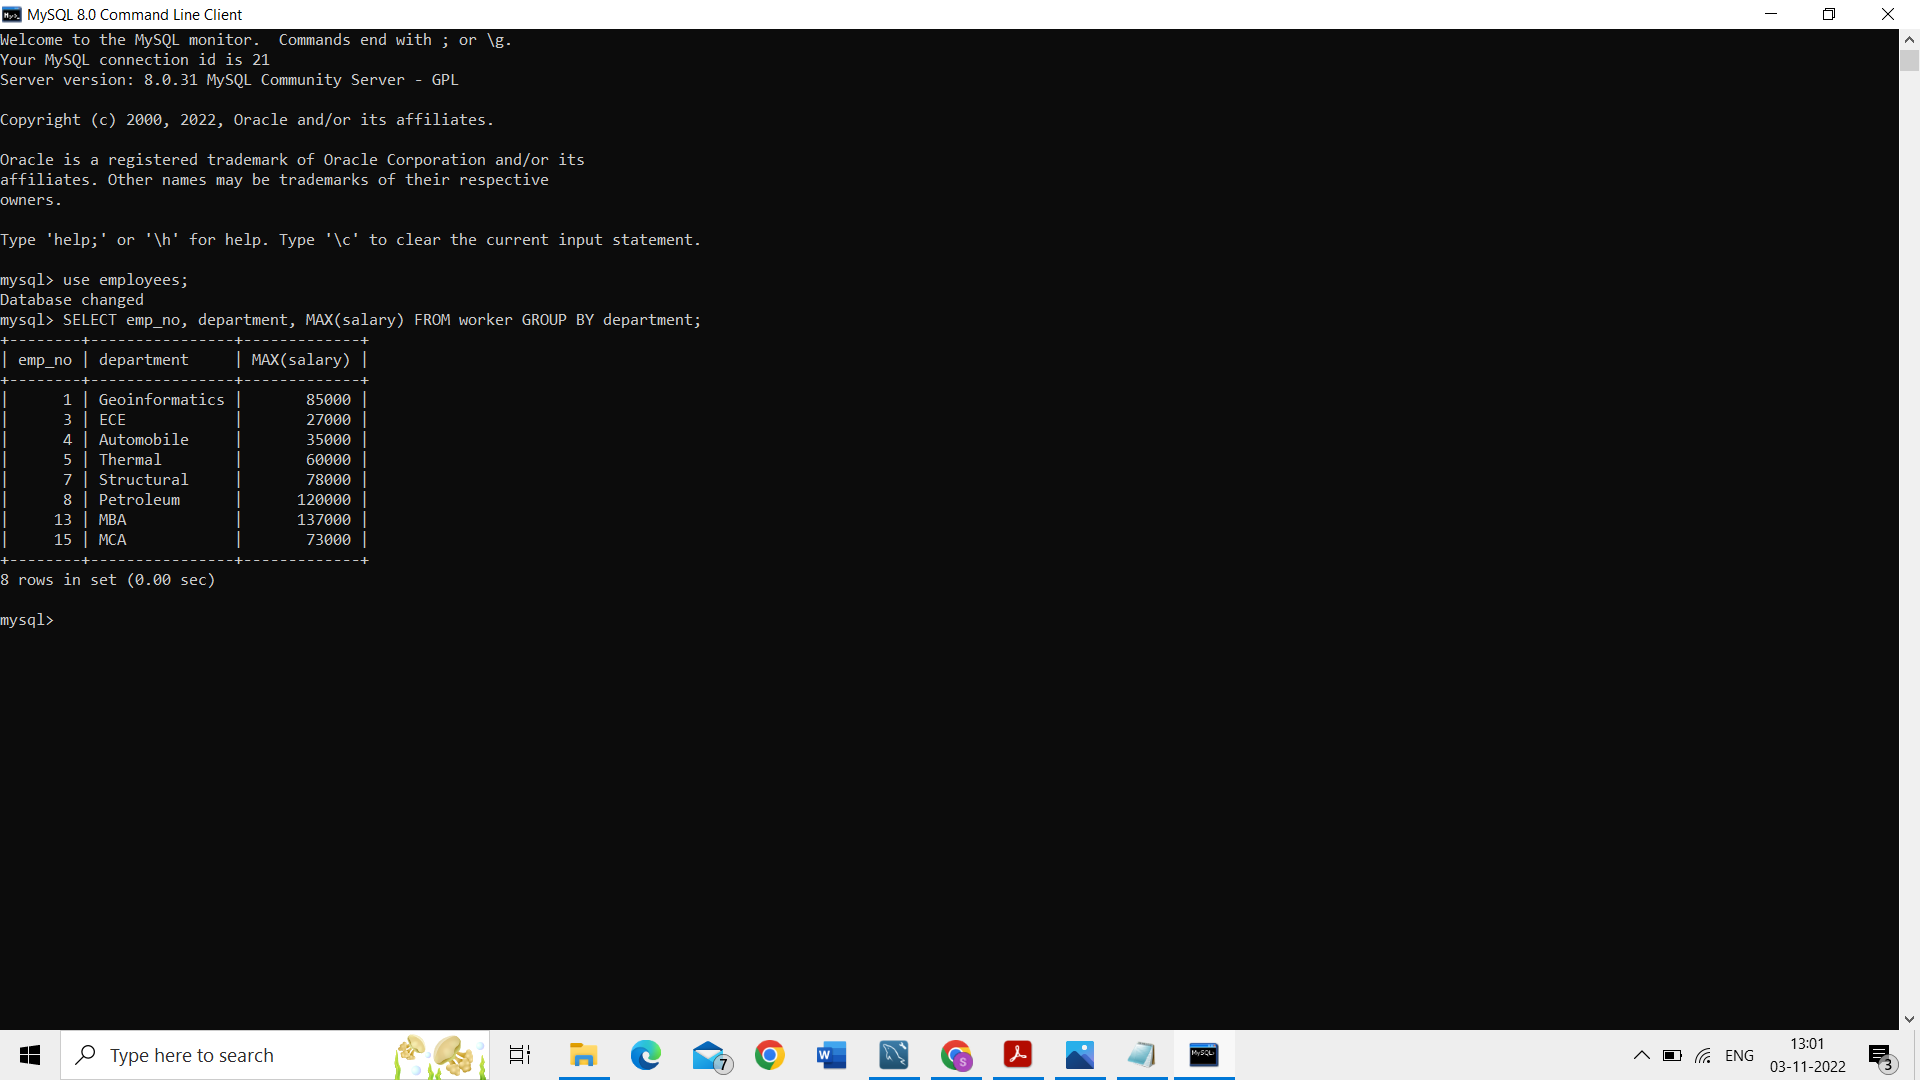 MySQL 8.0 Command Line Client
Welcome to the MySQL monitor.  Commands end with ; or \g.
Your MySQL connection id is 21
Server version: 8.0.31 MySQL Community Server - GPL
Copyright (c) 2000, 2022, Oracle and/or its affiliates.
Oracle is a registered trademark of Oracle Corporation and/or its
affiliates. Other names may be trademarks of their respective
owners.
Type 'help;' or '\h' for help. Type '\c' to clear the current input statement.
mysql> use employees;
Database changed
mysql> SELECT emp_no, department, MAX(salary) FROM worker GROUP BY department;
+--------+----------------+-------------+
| emp_no | department     | MAX(salary) |
+--------+----------------+-------------+
|      1 | Geoinformatics |       85000 |
|      3 | ECE            |       27000 |
|      4 | Automobile     |       35000 |
|      5 | Thermal        |       60000 |
|      7 | Structural     |       78000 |
|      8 | Petroleum      |      120000 |
|     13 | MBA            |      137000 |
|     15 | MCA            |       73000 |
+--------+----------------+-------------+
8 rows in set (0.00 sec)
mysql>
Type here to search
7
W
S
MySQL
ENG
13:01
03-11-2022
3